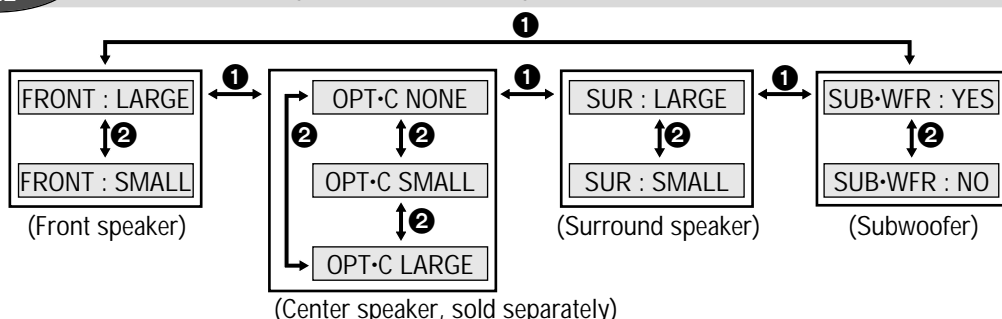 ❶
FRONT : LARGE
❷
FRONT : SMALL
(Front speaker)
❶
OPT•C NONE
❷
❷
OPT•C SMALL
❷
OPT•C LARGE
(Center speaker, sold separately)
❶
SUR : LARGE
❷
SUR : SMALL
(Surround speaker)
❶
SUB•WFR : YES
❷
SUB•WFR : NO
(Subwoofer)